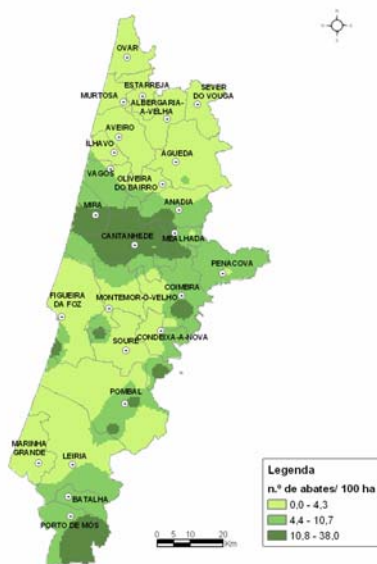 OVAR
ESTARREJA
MURTOSA
SEVER
DO VOUGA
ALBERGARIA-
A-VELHA
AVEIRO
ILHAVO
ÁGUEDA
VAGOS
OLIVEIRA
DO BAIRRO
ANADIA
MIRA
MEALHADA
CANTANHEDE
PENACOVA
COIMBRA
FIGUEIRA
DA FOZ
MONTEMOR-O-VELHO
CONDEIXA-A-NOVA
SOURE
POMBAL
MARINHA
GRANDE
LEIRIA
BATALHA
PORTO DE MÓS
Legenda
n.º de abates/ 100 ha
0,0 - 4,3
4,4 - 10,7
10,8 - 38,0
0 5 10 20
Km